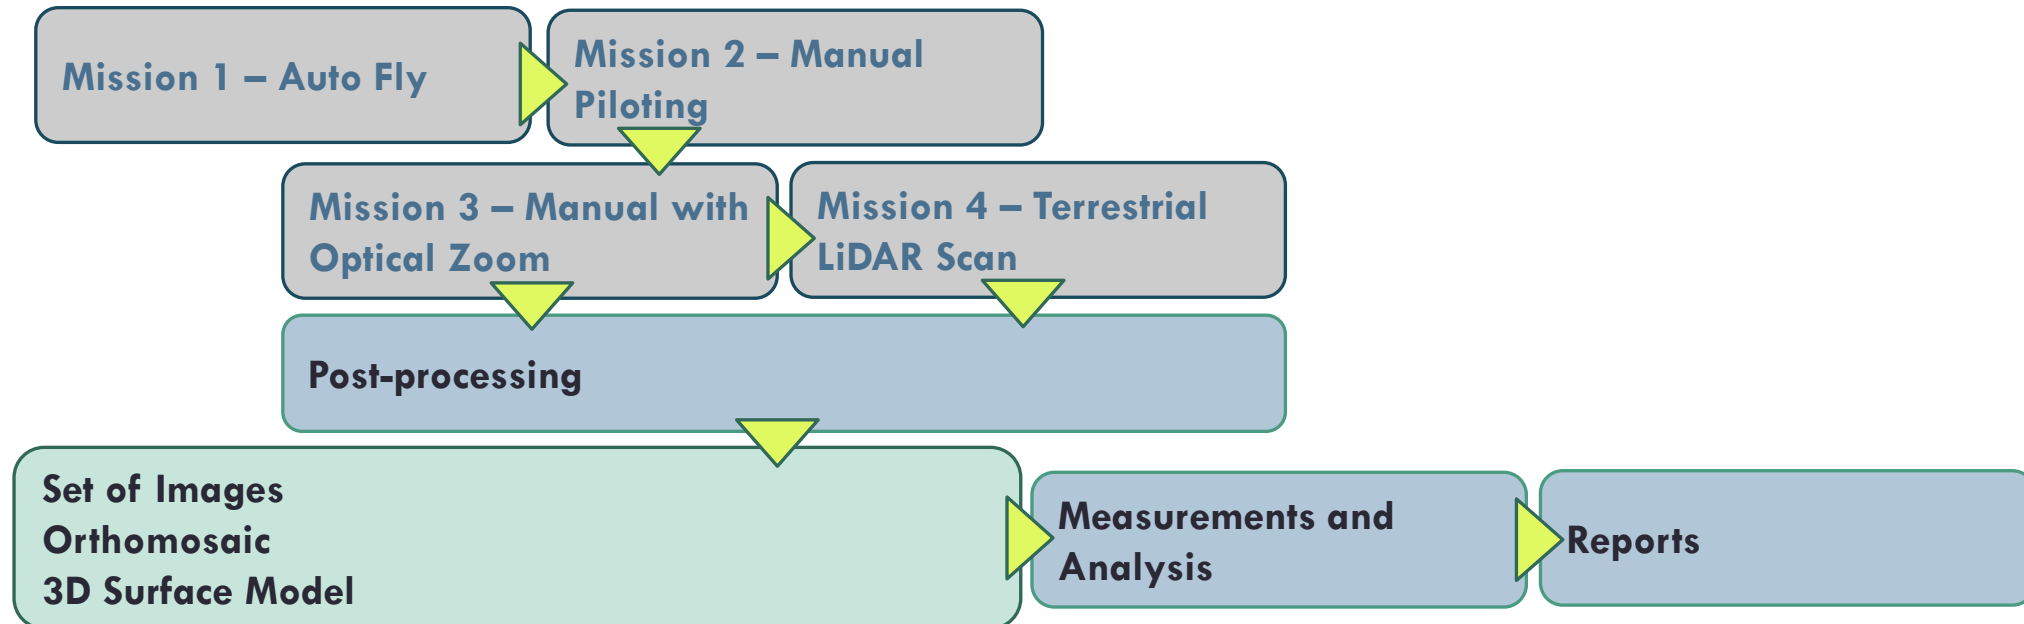 Mission 1 – Auto Fly
Mission 2 – Manual
Piloting
Mission 3 – Manual with
Optical Zoom
Mission 4 – Terrestrial
LiDAR Scan
Post-processing
Set of Images
Orthomosaic
3D Surface Model
Measurements and
Analysis
Reports